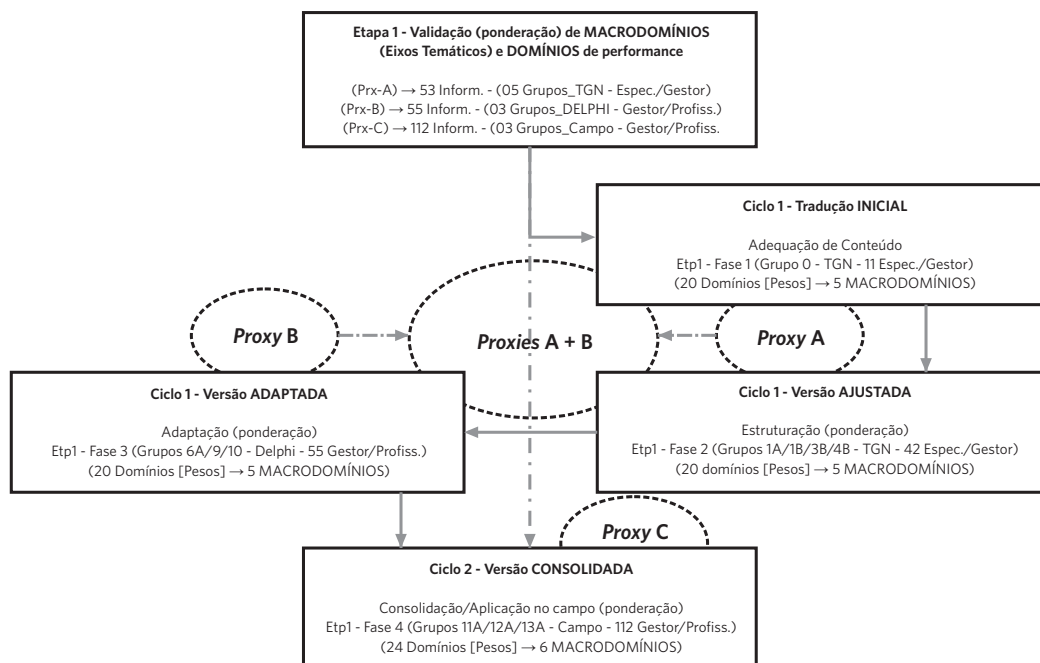 Etapa 1 - Validação (ponderação) de MACRODOMÍNIOS
(Eixos Temáticos) e DOMÍNIOS de performance
(Prx-A) → 53 Inform. - (05 Grupos_TGN - Espec./Gestor)
(Prx-B) → 55 Inform. - (03 Grupos_DELPHI - Gestor/Profiss.)
(Prx-C) → 112 Inform. - (03 Grupos_Campo - Gestor/Profiss.
Ciclo 1 - Tradução INICIAL
Adequação de Conteúdo
Etp1 - Fase 1 (Grupo 0 - TGN - 11 Espec./Gestor)
(20 Domínios [Pesos] → 5 MACRODOMÍNIOS)
Proxy B
Proxies A + B
Proxy A
Ciclo 1 - Versão ADAPTADA
Adaptação (ponderação)
Etp1 - Fase 3 (Grupos 6A/9/10 - Delphi - 55 Gestor/Profiss.)
(20 Domínios [Pesos] → 5 MACRODOMÍNIOS)
Ciclo 1 - Versão AJUSTADA
Estruturação (ponderação)
Etp1 - Fase 2 (Grupos 1A/1B/3B/4B - TGN - 42 Espec./Gestor)
(20 domínios [Pesos] → 5 MACRODOMÍNIOS)
Proxy C
Ciclo 2 - Versão CONSOLIDADA
Consolidação/Aplicação no campo (ponderação)
Etp1 - Fase 4 (Grupos 11A/12A/13A - Campo - 112 Gestor/Profiss.)
(24 Domínios [Pesos] → 6 MACRODOMÍNIOS)